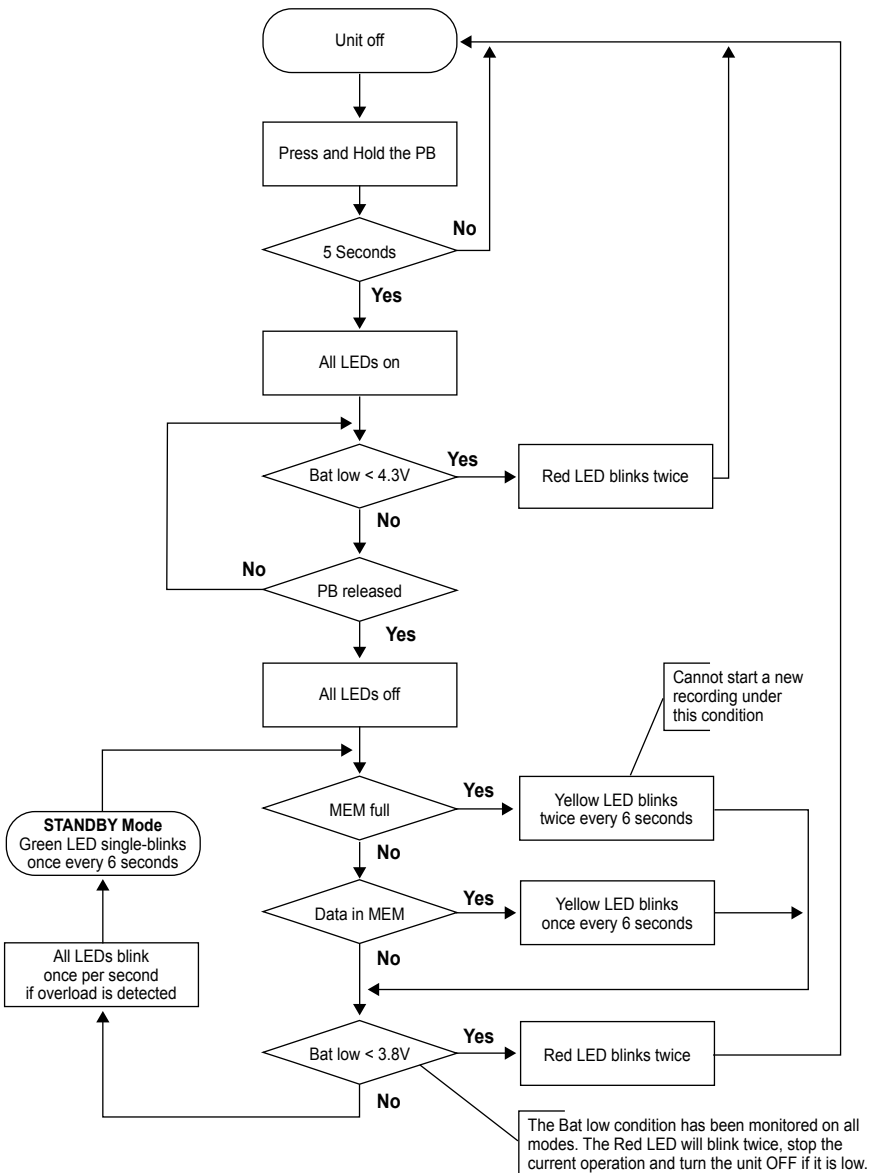 Unit off
Press and Hold the PB
5 Seconds
No
Yes
All LEDs on
Bat low < 4.3V
Yes
Red LED blinks twice
No
PB released
No
Yes
All LEDs off
Cannot start a new
recording under
this condition
MEM full
Yes
Yellow LED blinks
twice every 6 seconds
STANDBY Mode
Green LED single-blinks
once every 6 seconds
No
Data in MEM
Yes
Yellow LED blinks
once every 6 seconds
No
All LEDs blink
once per second
if overload is detected
Bat low < 3.8V
Yes
Red LED blinks twice
No
The Bat low condition has been monitored on all
modes. The Red LED will blink twice, stop the
current operation and turn the unit OFF if it is low.